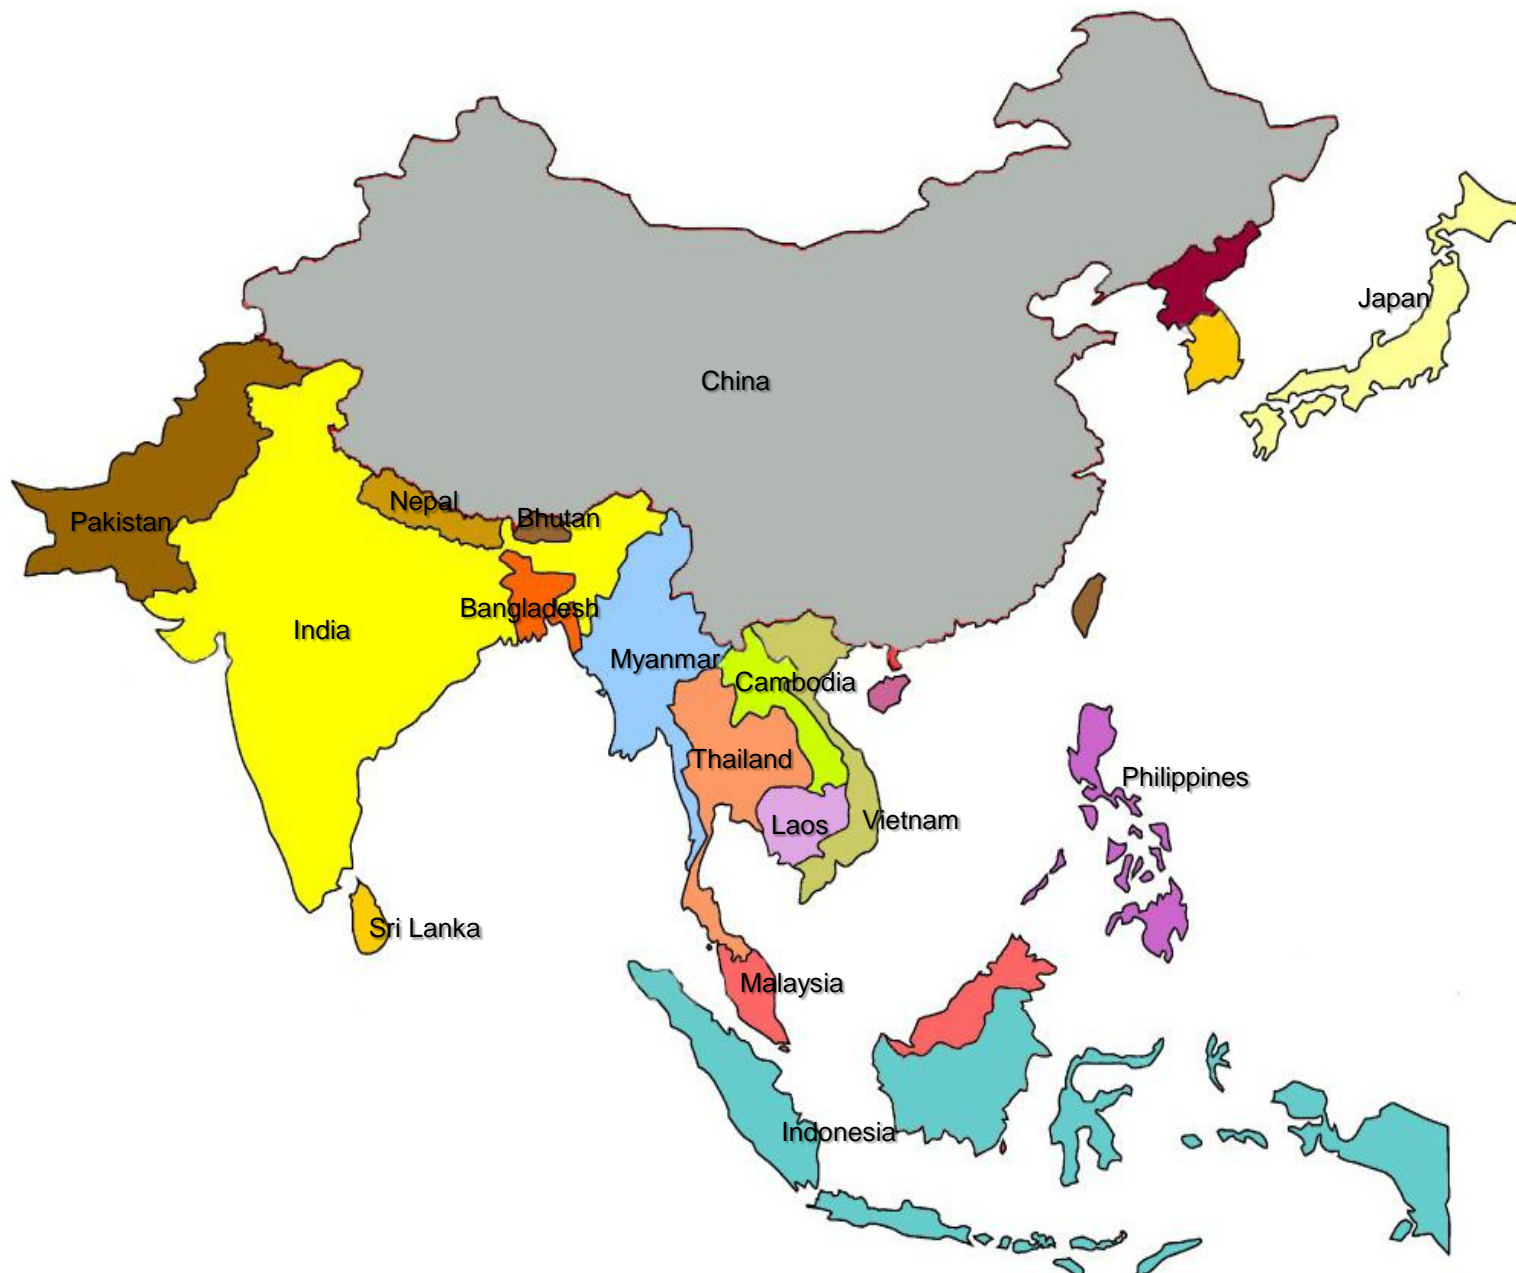 Japan
China
Nepal
Bhutan
Pakistan
Bangladesh
India
Myanmar
Cambodia
Thailand
Philippines
Laos
Vietnam
Sri Lanka
Malaysia
Indonesia